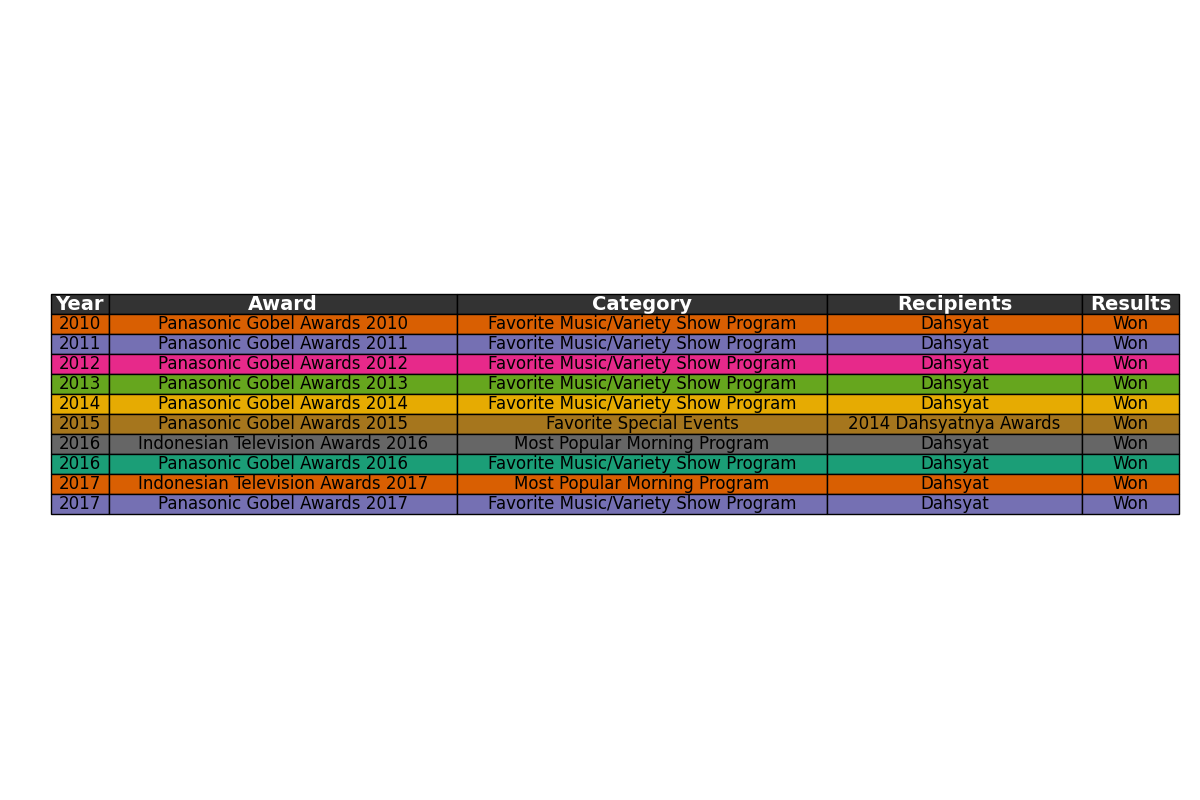 Year Award Category Recipients Results
2010 Panasonic Gobel Awards 2010 Favorite Music/Variety Show Program Dahsyat Won
2011 Panasonic Gobel Awards 2011 Favorite Music/Variety Show Program Dahsyat Won
2012 Panasonic Gobel Awards 2012 Favorite Music/Variety Show Program Dahsyat Won
2013 Panasonic Gobel Awards 2013 Favorite Music/Variety Show Program Dahsyat Won
2014 Panasonic Gobel Awards 2014 Favorite Music/Variety Show Program Dahsyat Won
2015 Panasonic Gobel Awards 2015 Favorite Special Events 2014 Dahsyatnya Awards Won
2016 Indonesian Television Awards 2016 Most Popular Morning Program Dahsyat Won
2016 Panasonic Gobel Awards 2016 Favorite Music/Variety Show Program Dahsyat Won
2017 Indonesian Television Awards 2017 Most Popular Morning Program Dahsyat Won
2017 Panasonic Gobel Awards 2017 Favorite Music/Variety Show Program Dahsyat Won